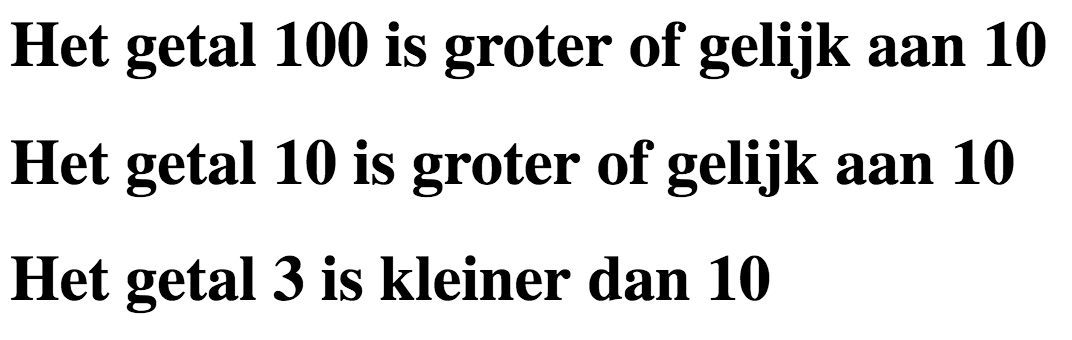 Het getal 100 is groter of gelijk aan 10
Het getal 10 is groter of gelijk aan 10
Het getal 3 is kleiner dan 10